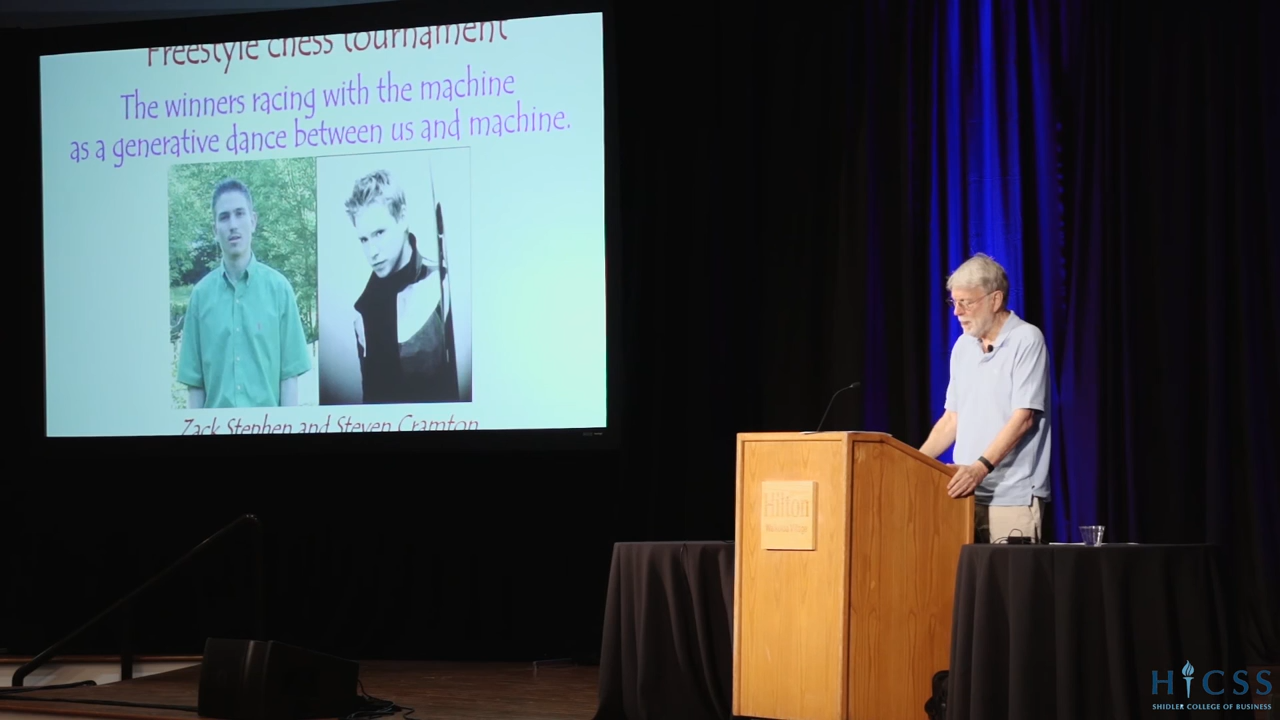 Freestyle chess tournament
The winners racing with the machine
as a generative dance between us and machine.
Zack Stephen and Steven Cramton
Hilton
HICSS
SHIDLER COLLEGE OF BUSINESS